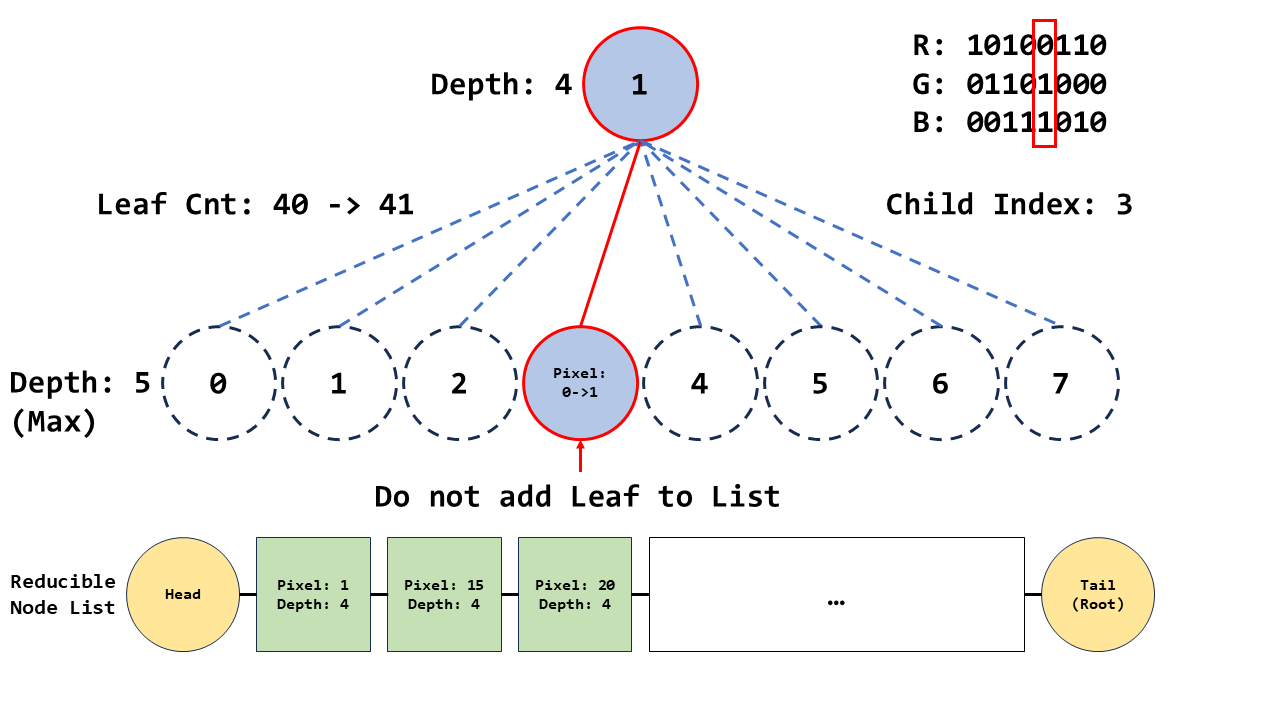 R: 10100110
Depth: 4
1
G: 01101000
B: 00111010
Leaf Cnt: 40 -> 41
Child Index: 3
Depth: 5
(Max)
0
1
2
Pixel:
0->1
4
5
6
7
Do not add Leaf to List
Reducible
Node List
Head
Pixel: 1
Depth: 4
Pixel: 15
Depth: 4
Pixel: 20
Depth: 4
…
Tail
(Root)